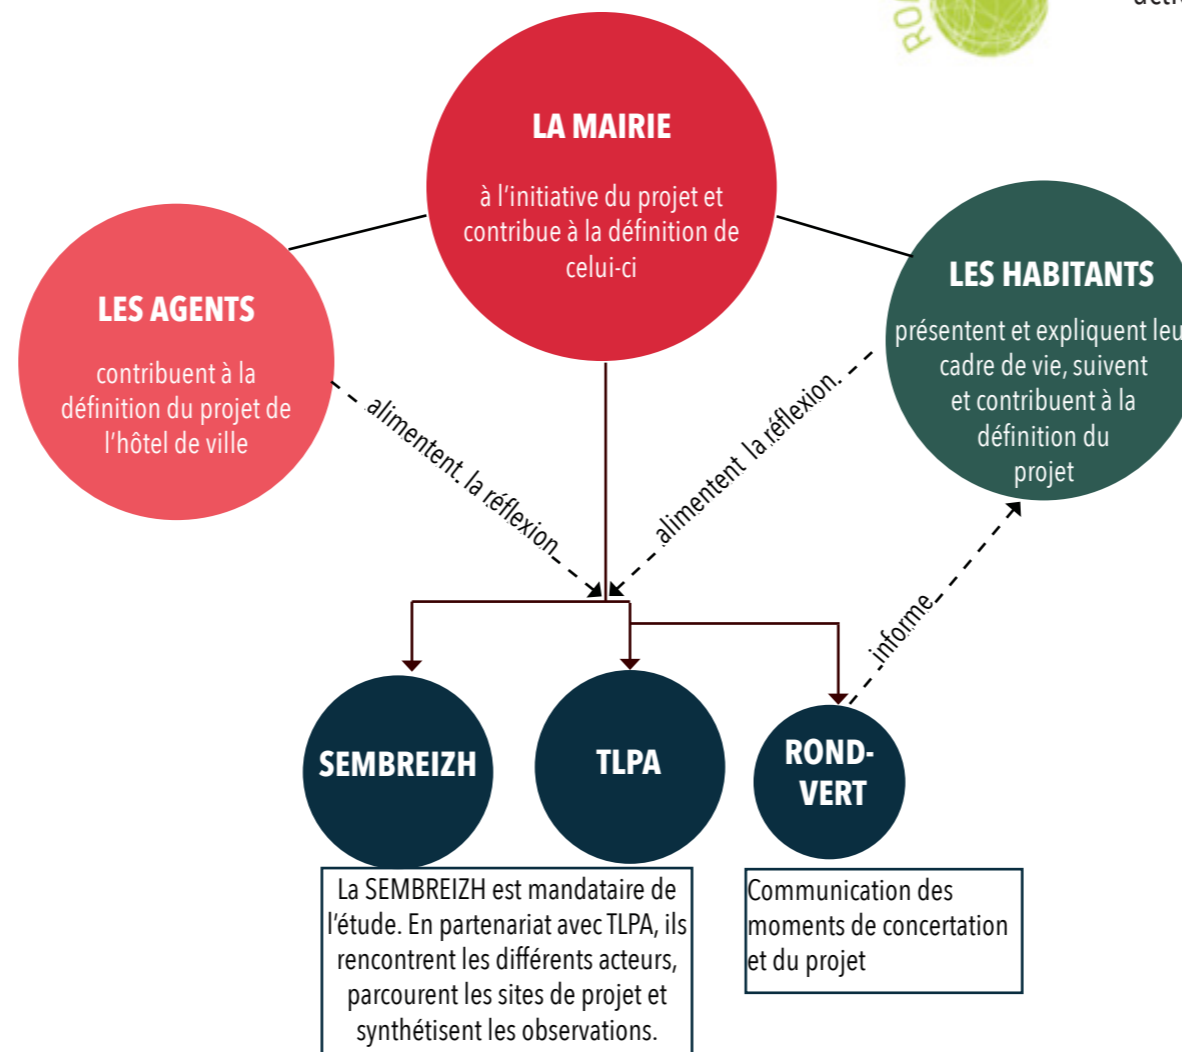 LA MAIRIE
à l'initiative du projet et
contribue à la définition de
celui-ci
LES AGENTS
contribuent à la
définition du projet de
l'hôtel de ville
LES HABITANTS
présentent et expliquent leu
cadre de vie, suivent
et contribuent à la
définition du
projet
alimentent la réflexion
alimentent la réflexion
informe
SEMBREIZH
TLPA
ROND-
VERT
La SEMBREIZH est mandataire de
l'étude. En partenariat avec TLPA, ils
rencontrent les différents acteurs,
parcourent les sites de projet et
synthétisent les observations.
Communication des
moments de concertation
et du projet